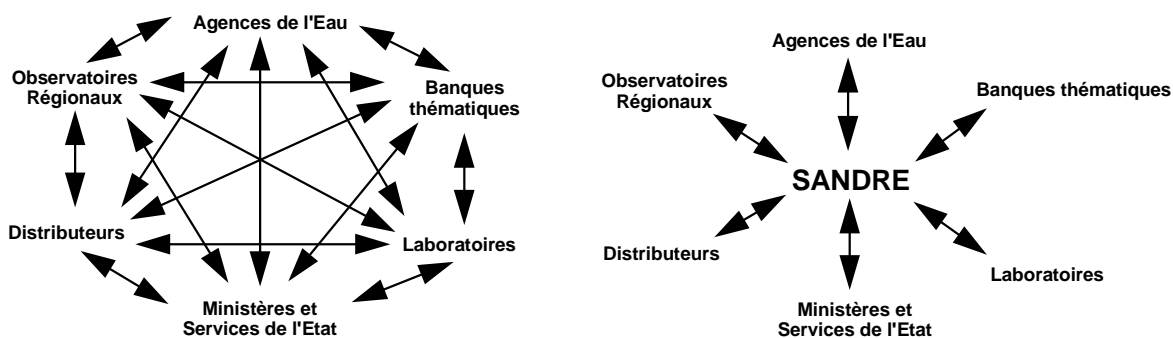 Agences de l'Eau
Observatoires
Régionaux
Banques
thématiques
Distributeurs
Laboratoires
Ministères et
Services de l'Etat
Agences de l'Eau
Observatoires
Régionaux
Banques thématiques
SANDRE
Distributeurs
Laboratoires
Ministères et
Services de l'Etat